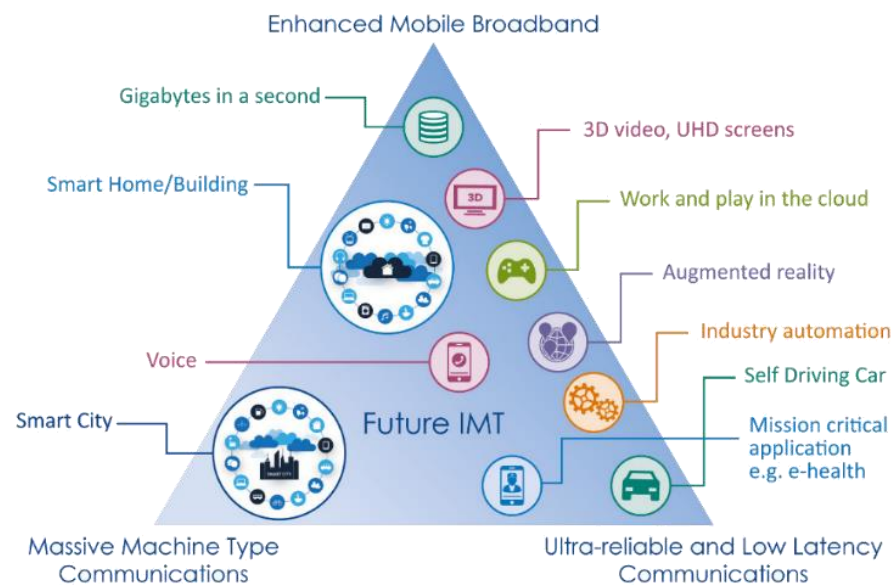 Enhanced Mobile Broadband
Gigabytes in a second
3D video, UHD screens
Smart Home/Building
3D
Work and play in the cloud
Augmented reality
Industry automation
Voice
Self Driving Car
Smart City
Future IMT
Mission critical
application
e.g. e-health
SMART CITY
Massive Machine Type
Communications
Ultra-reliable and Low Latency
Communications